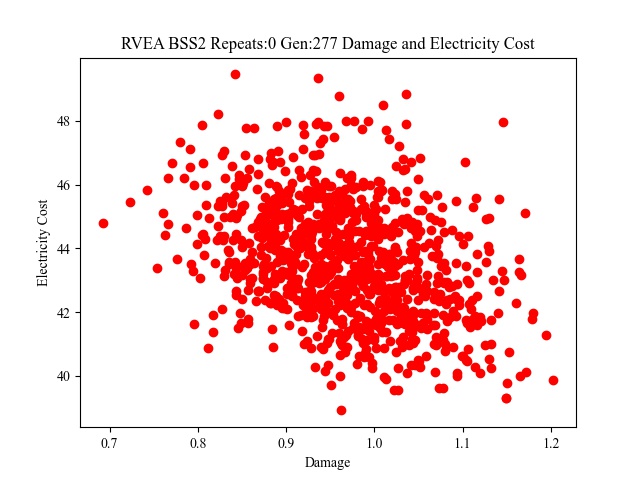 RVEA BSS2 Repeats:0 Gen:277 Damage and Electricity Cost
Electricity Cost
48
46
44
42
40
0.7 0.8 0.9 1.0 1.1 1.2
Damage